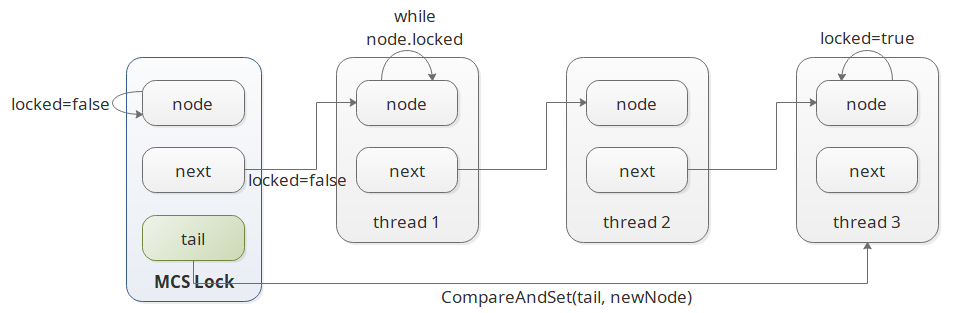 while
node.locked
locked=true
locked=false
node
node
node
node
next
locked=false
next
next
next
thread 1
thread 2
thread 3
tail
MCS Lock
CompareAndSet(tail, newNode)